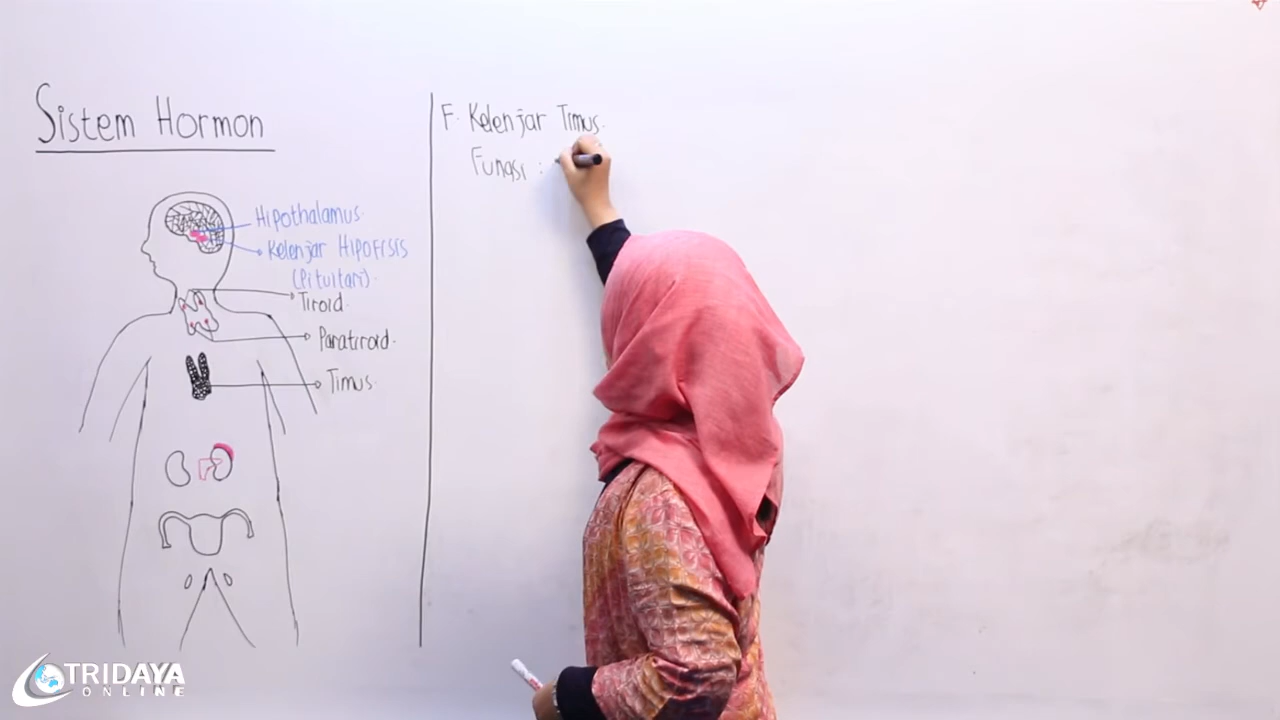 Sistem Hormon
Hipothalamus.
Kelenjar Hipofisis
(Pituitari).
Tiroid.
Paratiroid.
Timus.
F. Kelenjar Timus.
Fungsi :
TRIDAYA
ONLINE